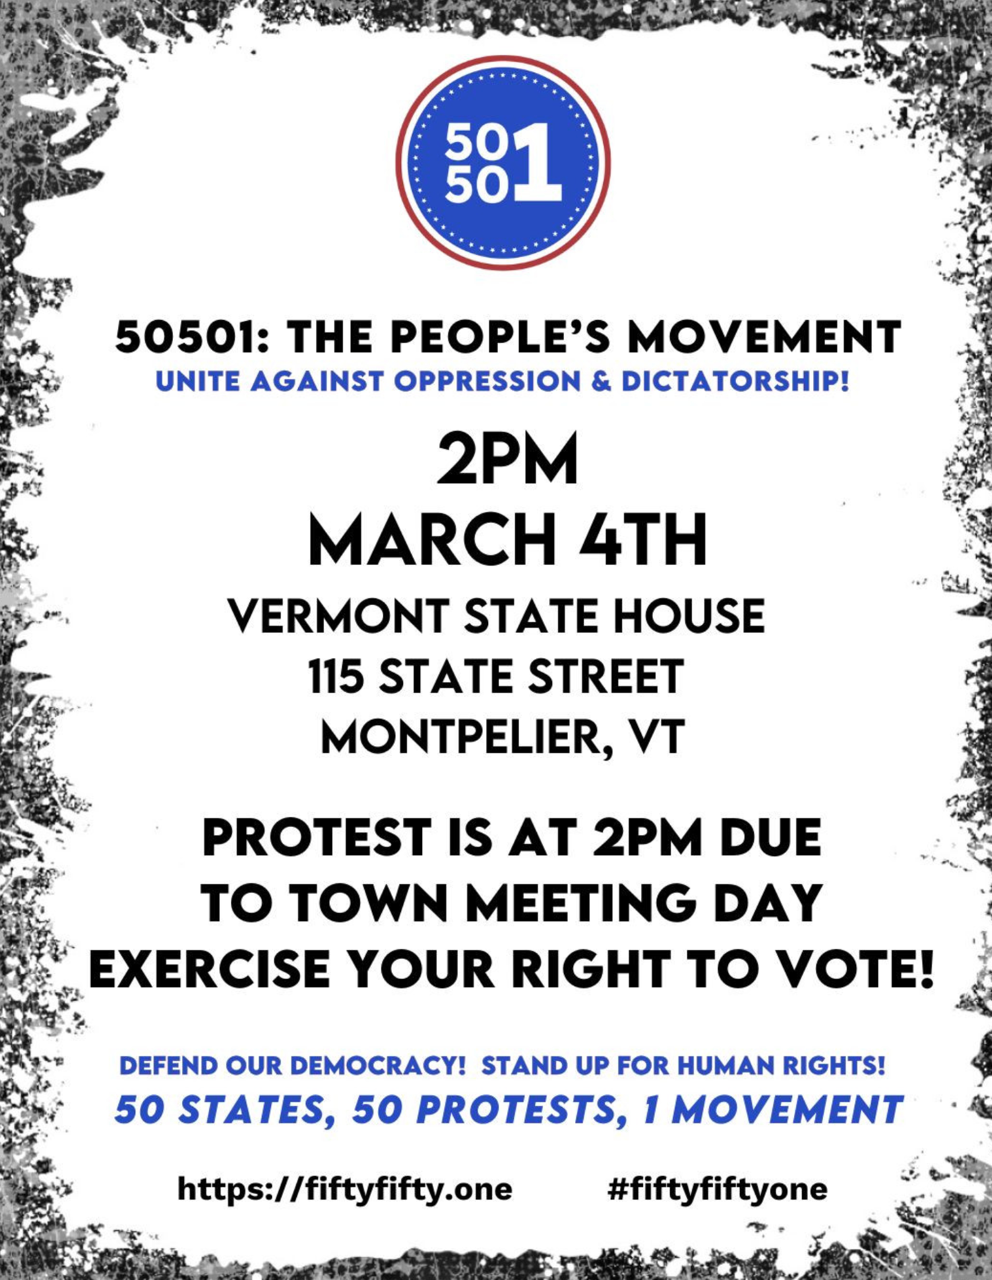 50
50 1
50501: THE PEOPLE'S MOVEMENT
UNITE AGAINST OPPRESSION & DICTATORSHIP!
2PM
MARCH 4TH
VERMONT STATE HOUSE
115 STATE STREET
MONTPELIER, VT
PROTEST IS AT 2PM DUE
TO TOWN MEETING DAY
EXERCISE YOUR RIGHT TO VOTE!
DEFEND OUR DEMOCRACY! STAND UP FOR HUMAN RIGHTS!
50 STATES, 50 PROTESTS, 1 MOVEMENT
https://fiftyfifty.one #fiftyfiftyone